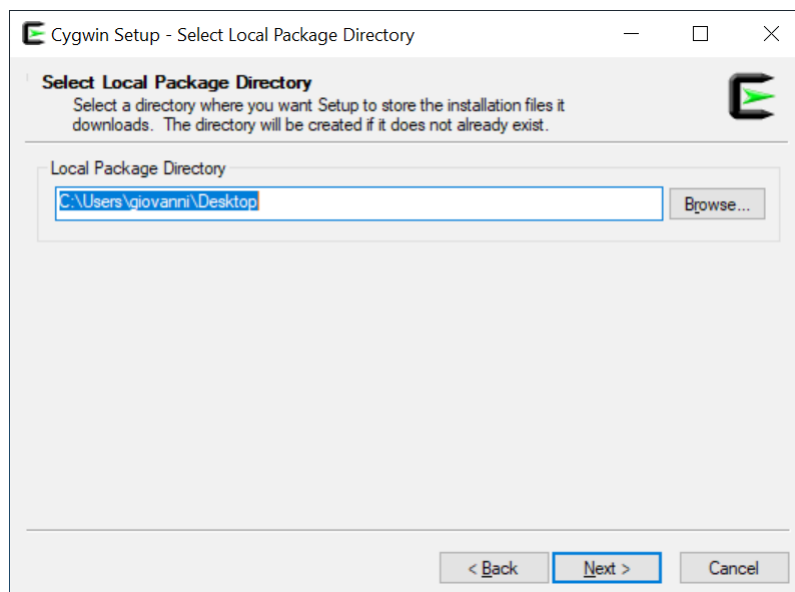 Cygwin Setup - Select Local Package Directory
Select Local Package Directory
Select a directory where you want Setup to store the installation files it
downloads. The directory will be created if it does not already exist.
Local Package Directory
C:\Users\giovanni\Desktop
Browse...
< Back
Next >
Cancel